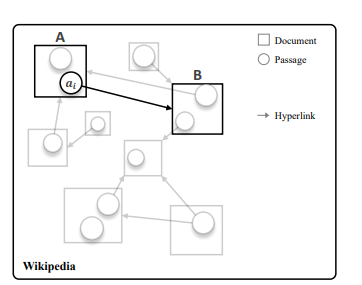 A
B
a_i
Document
Passage
Hyperlink
Wikipedia